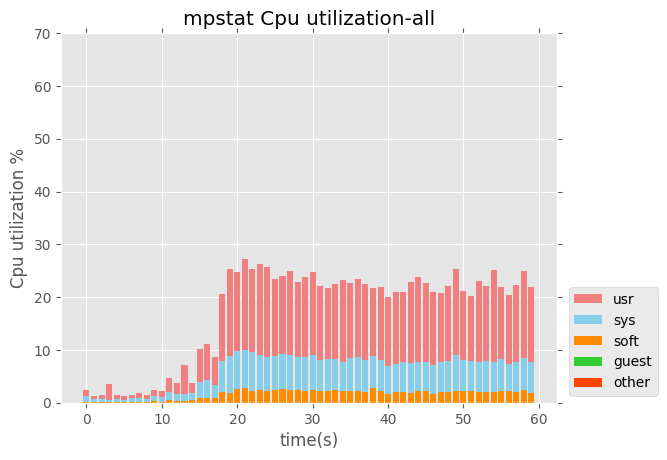 mpstat Cpu utilization-all
Cpu utilization %
70
60
50
40
30
20
10
0
0 10 20 30 40 50 60
time(s)
usr
sys
soft
guest
other